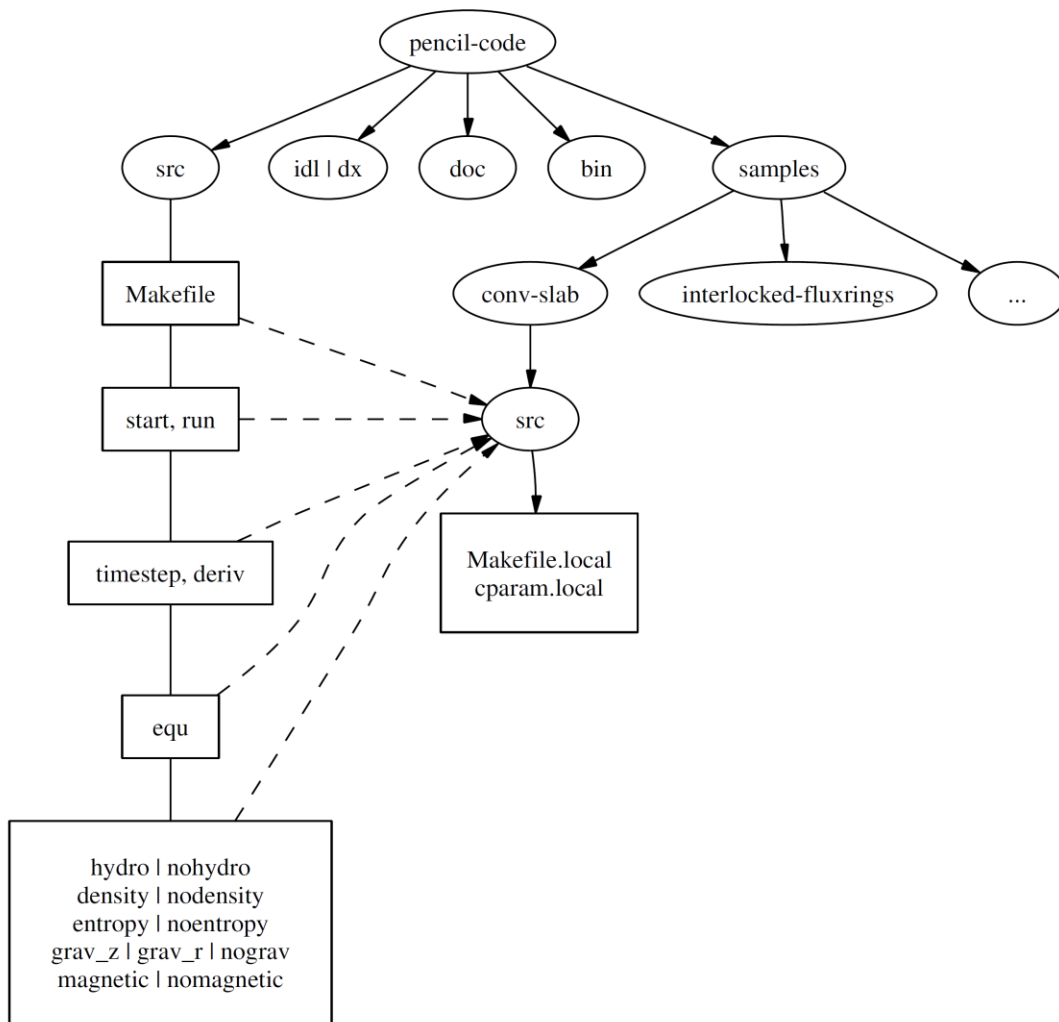 pencil-code
src
idl | dx
doc
bin
samples
Makefile
conv-slab
interlocked-fluxrings
...
start, run
src
timestep, deriv
Makefile.local
cparam.local
equ
hydro | nohydro
density | nodensity
entropy | noentropy
grav_z | grav_r | nograv
magnetic | nomagnetic